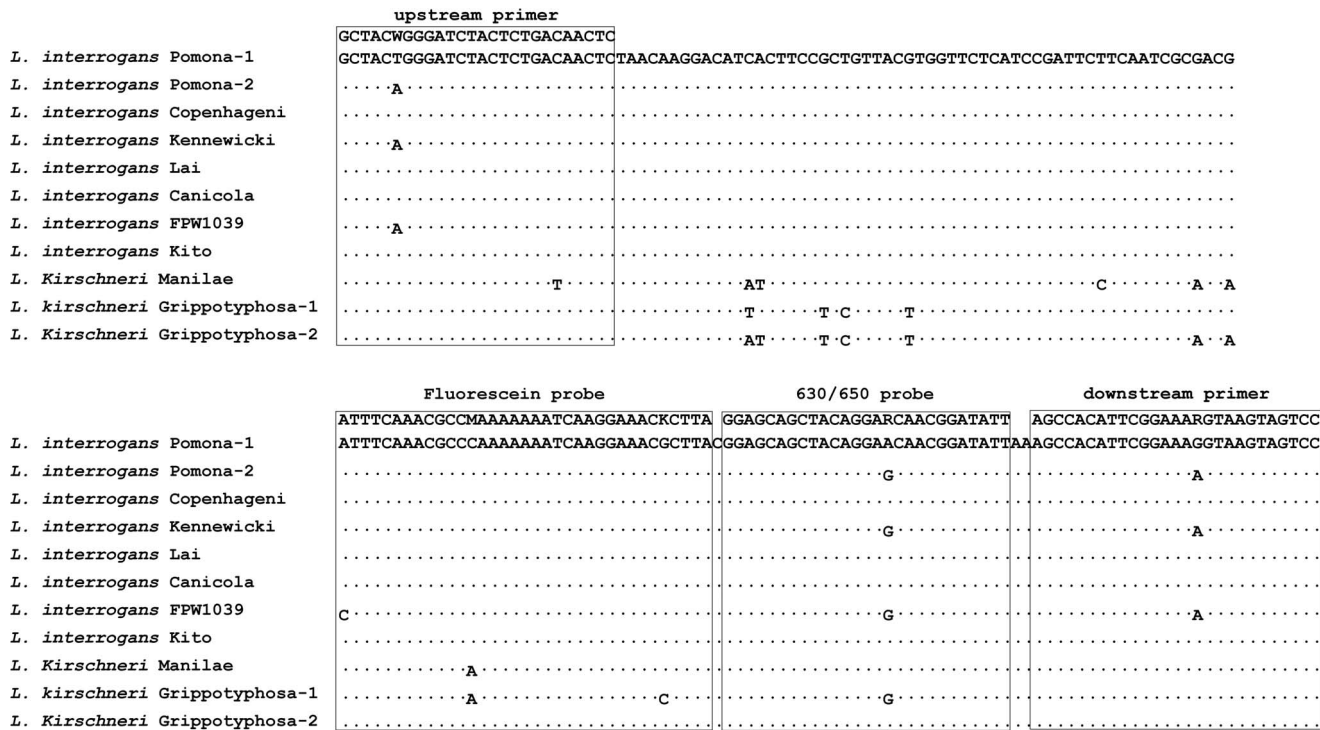 upstream primer
GCTACWGGGATCTACTCTGACAACTC
L. interrogans Pomona-1 GCTACTGGGATCTACTCTGACAACTCTAACAAGGACATCACTTCCGCTGTTACGTGGTTCTCATCCGATTCTTCAATCGCGACG
L. interrogans Pomona-2 .....A..............................................................................
L. interrogans Copenhageni ....................................................................................
L. interrogans Kennewicki .....A..............................................................................
L. interrogans Lai ....................................................................................
L. interrogans Canicola ....................................................................................
L. interrogans FPW1039 .....A..............................................................................
L. interrogans Kito ....................................................................................
L. Kirschneri Manilae ....................T.................AT...............................C........A..A
L. kirschneri Grippotyphosa-1 ......................................T......T.C.....T..............................
L. Kirschneri Grippotyphosa-2 ......................................AT.....T.C.....T..........................A..A
Fluorescein probe 630/650 probe downstream primer
ATTTCAAACGCCMAAAAAAATCAAGGAAACKCTTA GGAGCAGCTACAGGARCAACGGATATT AGCCACATTCGGAAARGTAAGTAGTCC
L. interrogans Pomona-1 ATTTCAAACGCCCAAAAAAATCAAGGAAACGCTTACGGAGCAGCTACAGGAACAACGGATATTAAAGCCACATTCGGAAAGGTAAGTAGTCC
L. interrogans Pomona-2 ...................................................G............................A...........
L. interrogans Copenhageni ............................................................................................
L. interrogans Kennewicki ...................................................G............................A...........
L. interrogans Lai ............................................................................................
L. interrogans Canicola ............................................................................................
L. interrogans FPW1039 C..................................................G............................A...........
L. interrogans Kito ............................................................................................
L. Kirschneri Manilae ............A...............................................................................
L. kirschneri Grippotyphosa-1 ............A.................C....................G........................................
L. Kirschneri Grippotyphosa-2 ............................................................................................